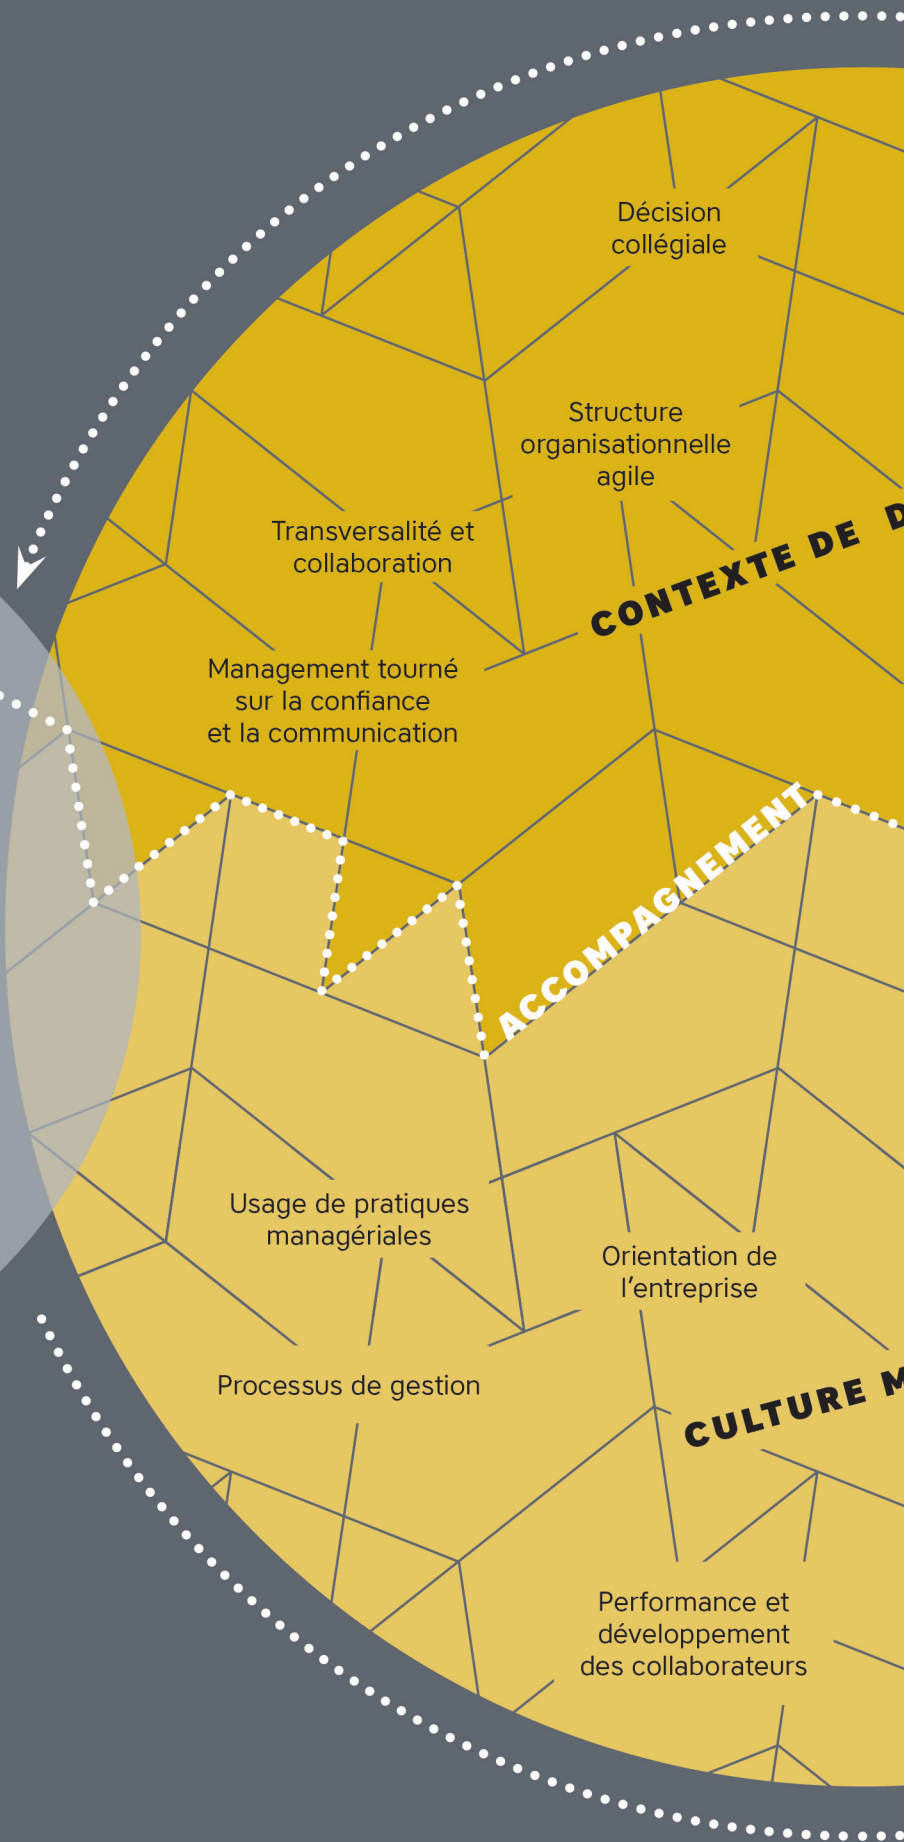 Décision
collégiale
Structure
organisationnelle
agile
CONTEXTE DE D
Transversalité et
collaboration
Management tourné
sur la confiance
et la communication
ACCOMPAGNEMENT
Usage de pratiques
managériales
Orientation de
l'entreprise
Processus de gestion
CULTURE M
Performance et
développement
des collaborateurs